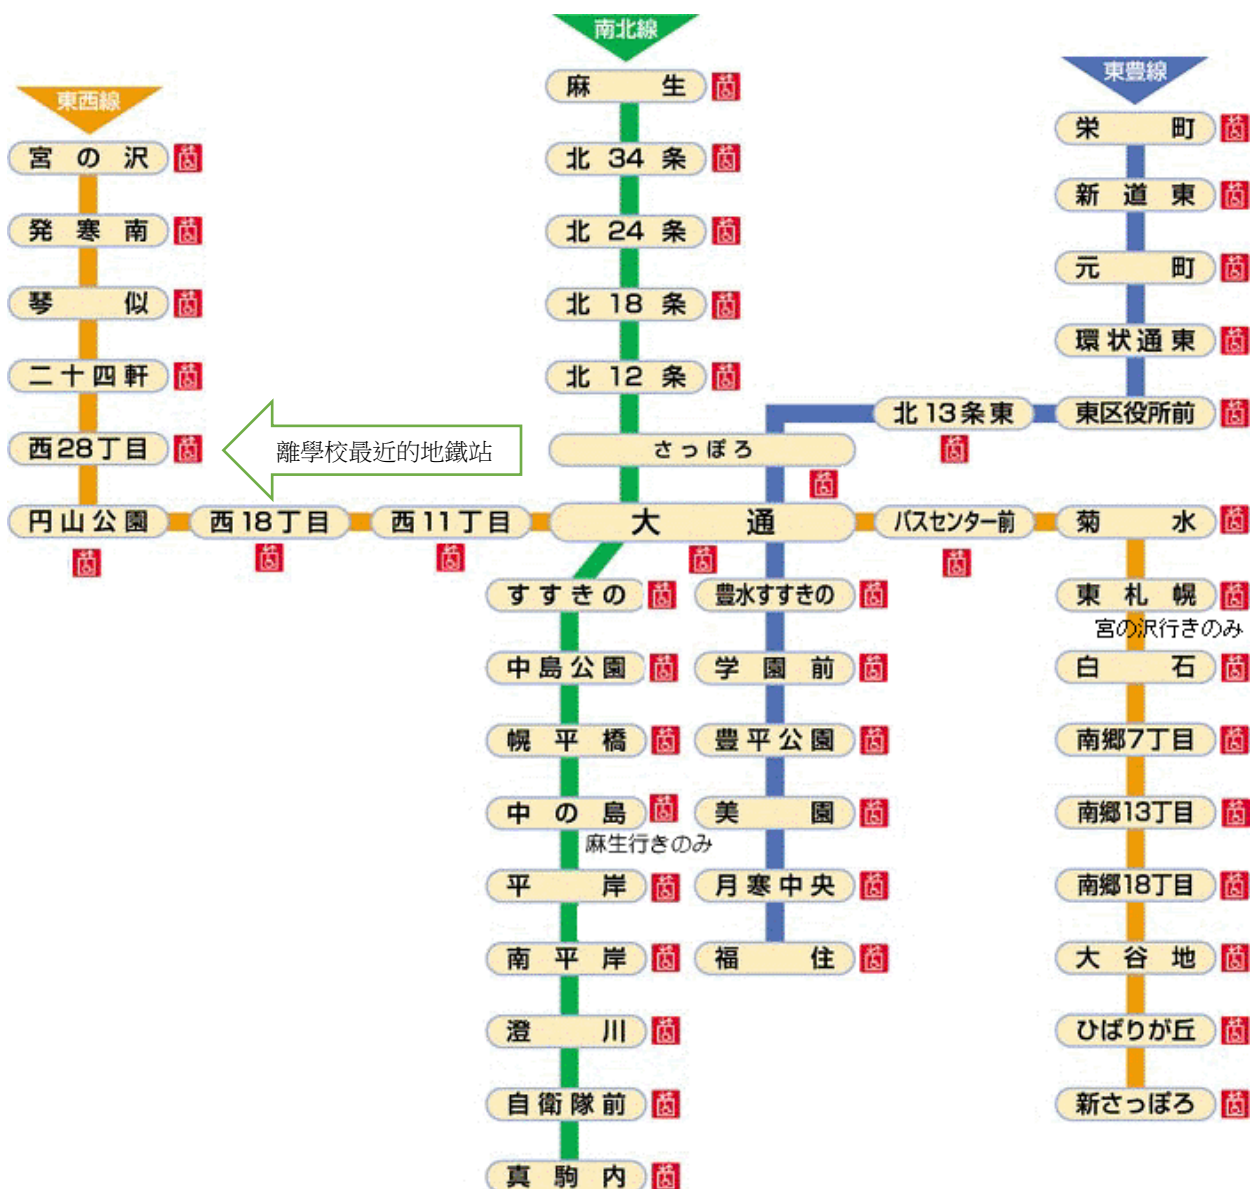 南北線
東豊線
東西線
麻生
栄町
宮の沢
北34条
新道東
発寒南
北24条
元町
琴似
北18条
環状通東
二十四軒
北12条
北13条東
東区役所前
西28丁目
離學校最近的地鐵站
さっぽろ
円山公園
西18丁目
西11丁目
大通
バスセンター前
菊水
すすきの
豊水すすきの
東札幌
宮の沢行きのみ
中島公園
学園前
白石
幌平橋
豊平公園
南郷7丁目
中の島
美園
南郷13丁目
麻生行きのみ
平岸
月寒中央
南郷18丁目
南平岸
福住
大谷地
澄川
ひばりが丘
自衛隊前
新さっぽろ
真駒内